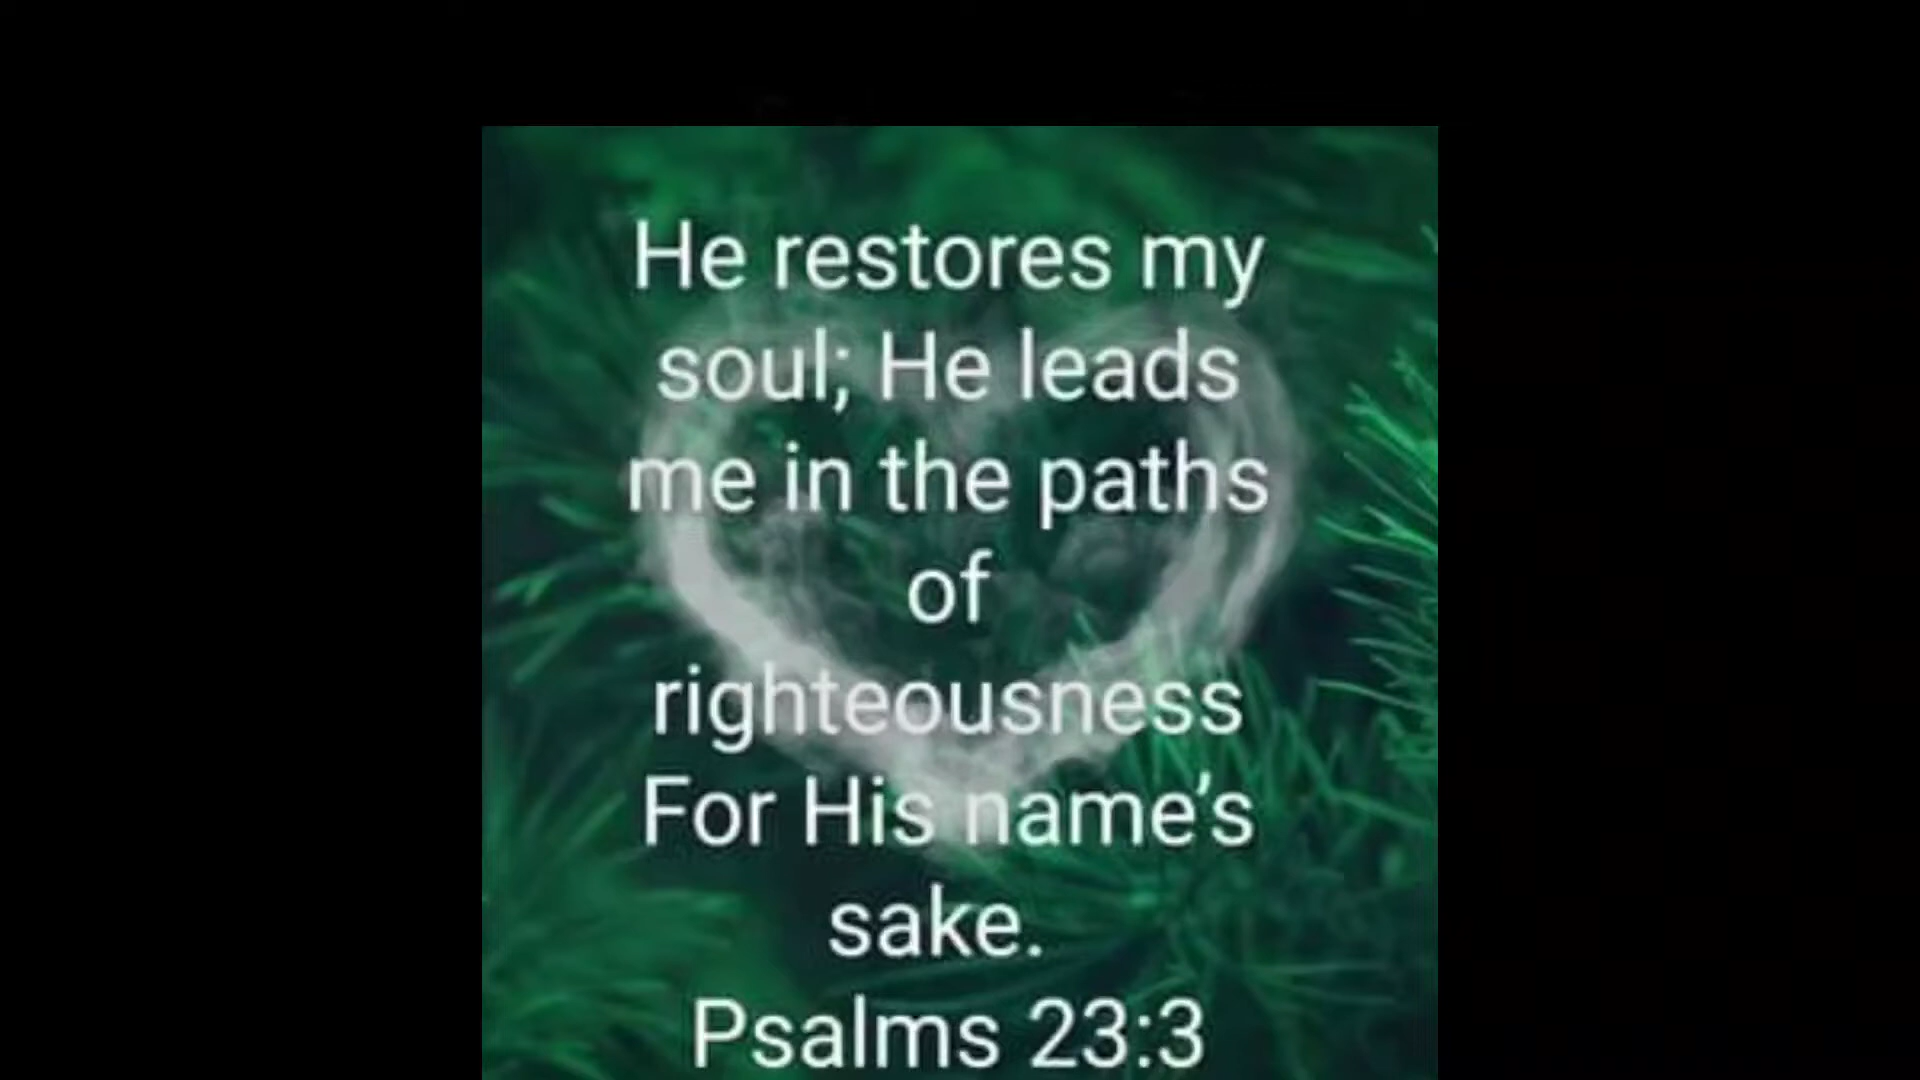 He restores my
soul; He leads
me in the paths
of
righteousness
For His name’s
sake.
Psalms 23:3